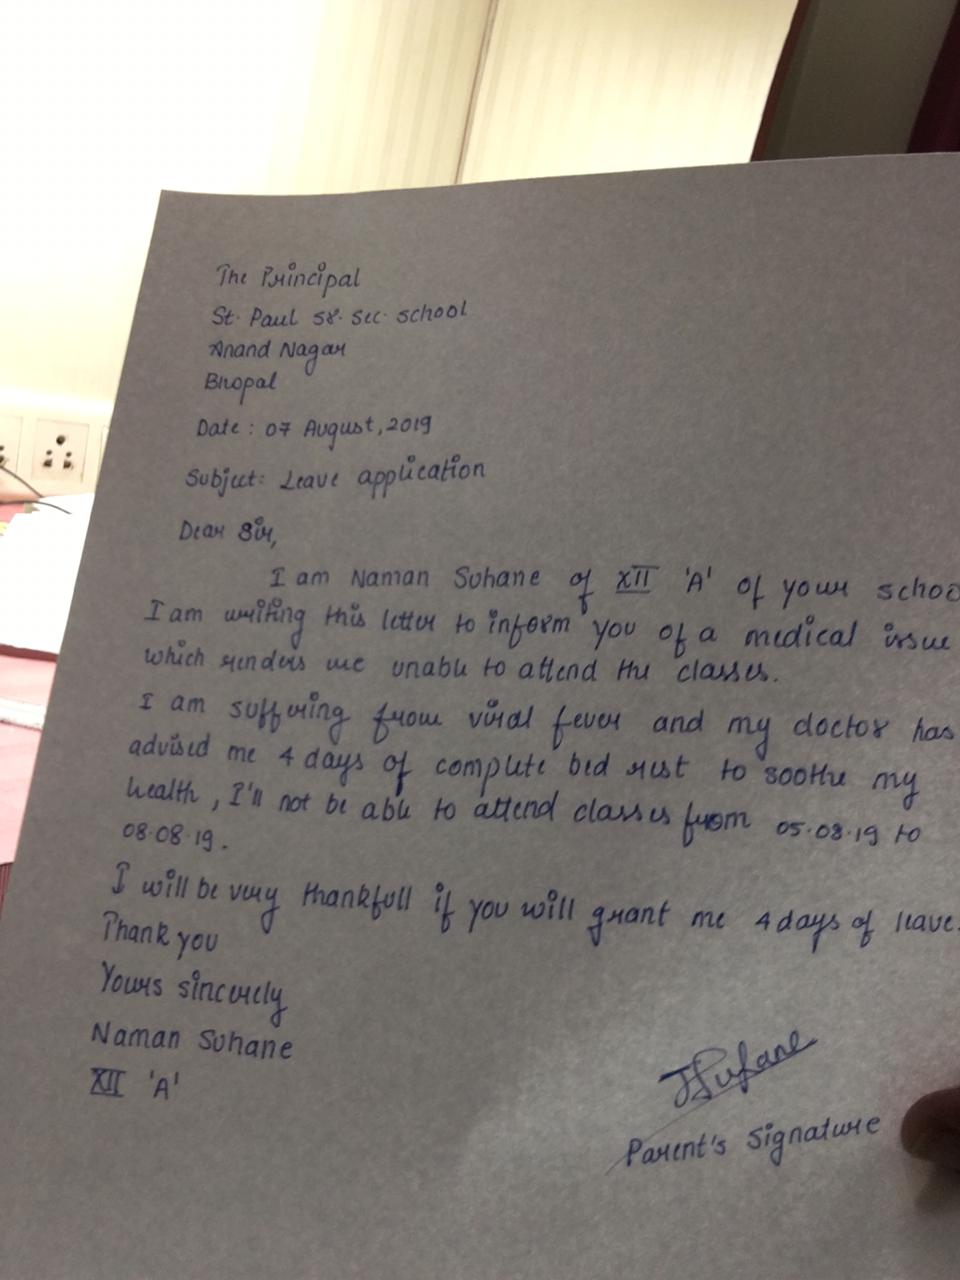 The Principal
St. Paul Sr. Sec. School
Anand Nagar
Bhopal
Date : 07 August, 2019
Subject: Leave application
Dear Sir,
I am Naman Suhane of XII 'A' of your schoo
I am writing this letter to inform you of a medical issue
which renders me unable to attend the classes.
I am suffering from viral fever and my doctor has
advised me 4 days of complete bed rest to soothe my
health, I'll not be able to attend classes from 05.08.19 to
08.08.19.
I will be very thankfull if you will grant me 4 days of leave.
Thank you
Yours sincerely
Naman Suhane
XII 'A'
Parent's Signature